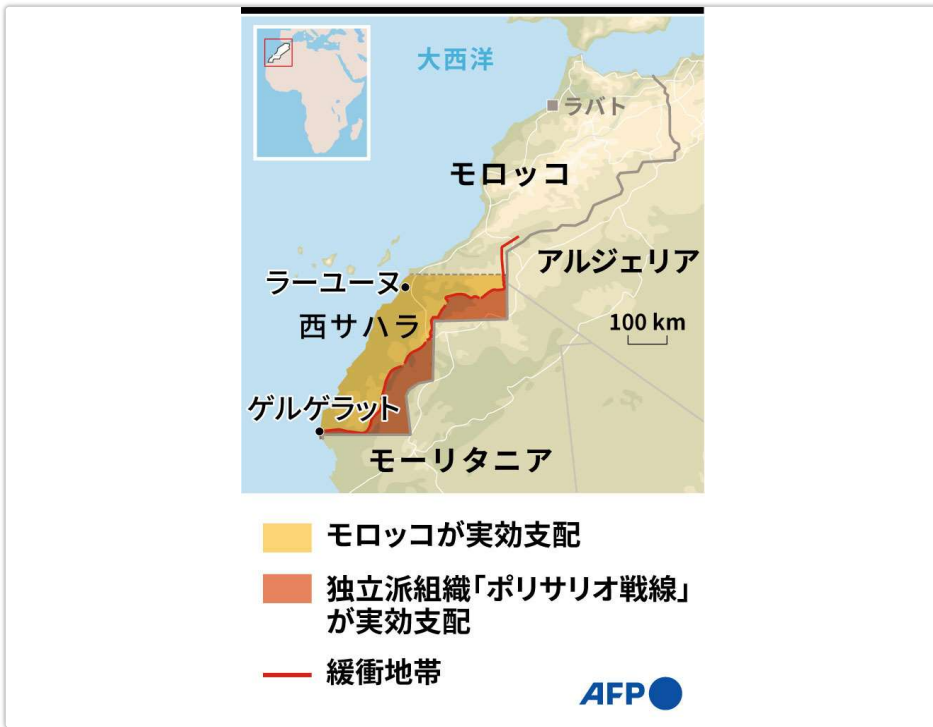 大西洋
ラバト
モロッコ
アルジェリア
ラーユーヌ
西サハラ
100 km
ゲルゲラット
モーリタニア
モロッコが実効支配
独立派組織「ポリサリオ戦線」
が実効支配
緩衝地帯
AFP